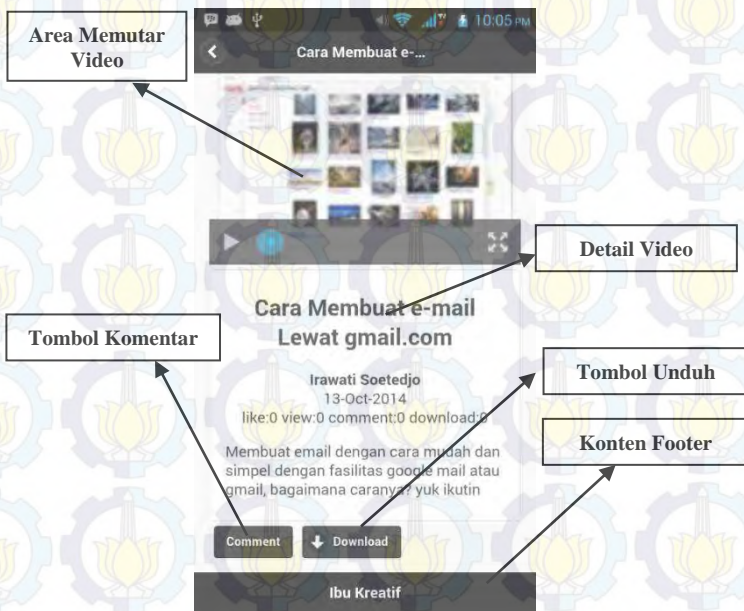 Area Memutar
Video
10:05 PM
Cara Membuat e-...
Detail Video
Cara Membuat e-mail
Lewat gmail.com
Tombol Komentar
Irawati Soetedjo
13-Oct-2014
like:0 view:0 comment:0 download:0
Tombol Unduh
Konten Footer
Membuat email dengan cara mudah dan
simpel dengan fasilitas google mail atau
gmail, bagaimana caranya? yuk ikutin
Comment
Download
Ibu Kreatif